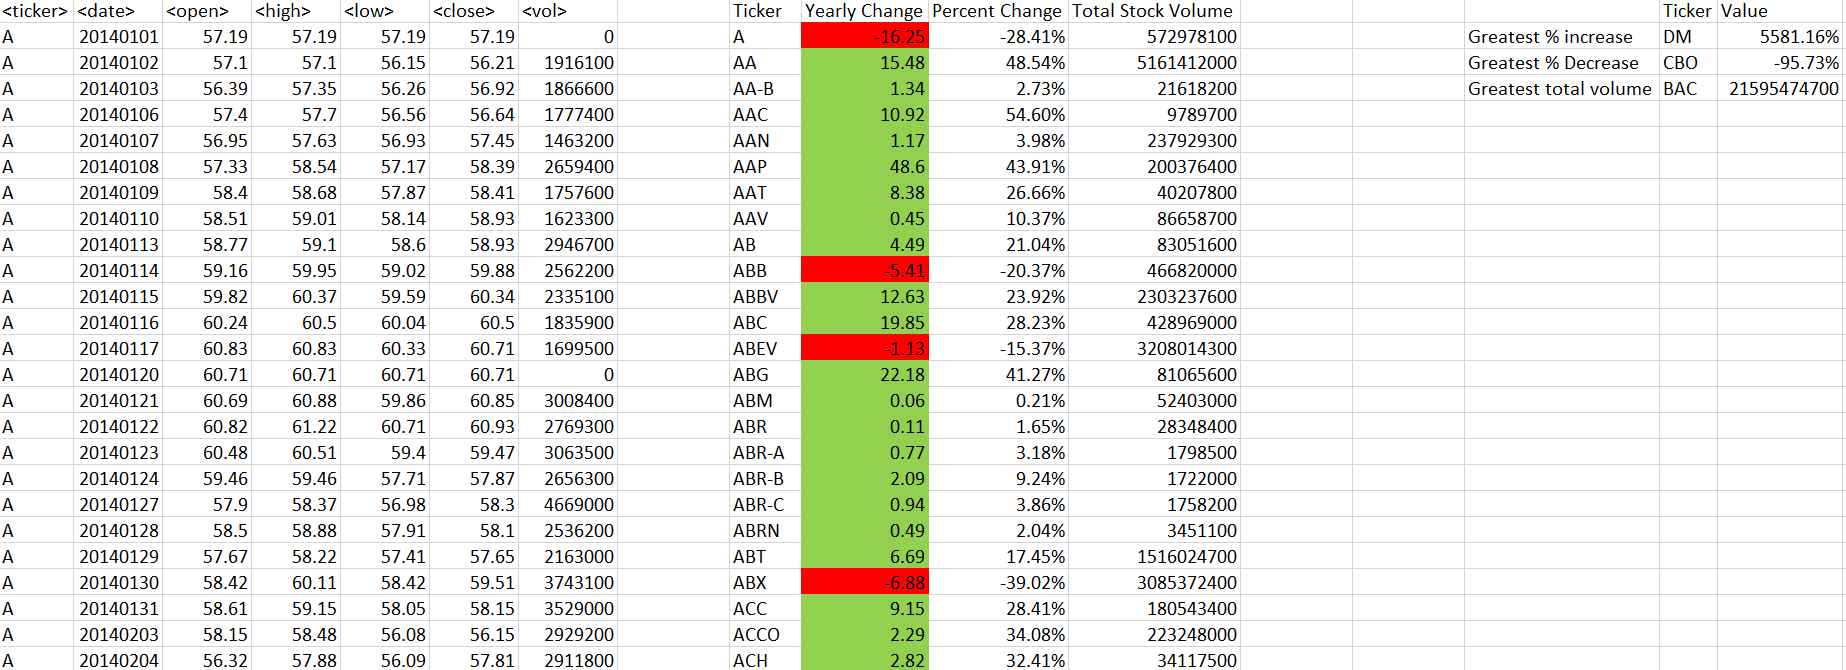 <ticker> <date> <open> <high> <low> <close> <vol> Ticker Yearly Change Percent Change Total Stock Volume Ticker Value
A 20140101 57.19 57.19 57.19 57.19 0 A -16.25 -28.41% 572978100 Greatest % increase DM 5581.16%
A 20140102 57.1 57.1 56.15 56.21 1916100 AA 15.48 48.54% 5161412000 Greatest % Decrease CBO -95.73%
A 20140103 56.39 57.35 56.26 56.92 1866600 AA-B 1.34 2.73% 21618200 Greatest total volume BAC 21595474700
A 20140106 57.4 57.7 56.56 56.64 1777400 AAC 10.92 54.60% 9789700
A 20140107 56.95 57.63 56.93 57.45 1463200 AAN 1.17 3.98% 237929300
A 20140108 57.33 58.54 57.17 58.39 2659400 AAP 48.6 43.91% 200376400
A 20140109 58.4 58.68 57.87 58.41 1757600 AAT 8.38 26.66% 40207800
A 20140110 58.51 59.01 58.14 58.93 1623300 AAV 0.45 10.37% 86658700
A 20140113 58.77 59.1 58.6 58.93 2946700 AB 4.49 21.04% 83051600
A 20140114 59.16 59.95 59.02 59.88 2562200 ABB -5.41 -20.37% 466820000
A 20140115 59.82 60.37 59.59 60.34 2335100 ABBV 12.63 23.92% 2303237600
A 20140116 60.24 60.5 60.04 60.5 1835900 ABC 19.85 28.23% 428969000
A 20140117 60.83 60.83 60.33 60.71 1699500 ABEV -1.13 -15.37% 3208014300
A 20140120 60.71 60.71 60.71 60.71 0 ABG 22.18 41.27% 81065600
A 20140121 60.69 60.88 59.86 60.85 3008400 ABM 0.06 0.21% 52403000
A 20140122 60.82 61.22 60.71 60.93 2769300 ABR 0.11 1.65% 28348400
A 20140123 60.48 60.51 59.4 59.47 3063500 ABR-A 0.77 3.18% 1798500
A 20140124 59.46 59.46 57.71 57.87 2656300 ABR-B 2.09 9.24% 1722000
A 20140127 57.9 58.37 56.98 58.3 4669000 ABR-C 0.94 3.86% 1758200
A 20140128 58.5 58.88 57.91 58.1 2536200 ABRN 0.49 2.04% 3451100
A 20140129 57.67 58.22 57.41 57.65 2163000 ABT 6.69 17.45% 1516024700
A 20140130 58.42 60.11 58.42 59.51 3743100 ABX -6.88 -39.02% 3085372400
A 20140131 58.61 59.15 58.05 58.15 3529000 ACC 9.15 28.41% 180543400
A 20140203 58.15 58.48 56.08 56.15 2929200 ACCO 2.29 34.08% 223248000
A 20140204 56.32 57.88 56.09 57.81 2911800 ACH 2.82 32.41% 34117500